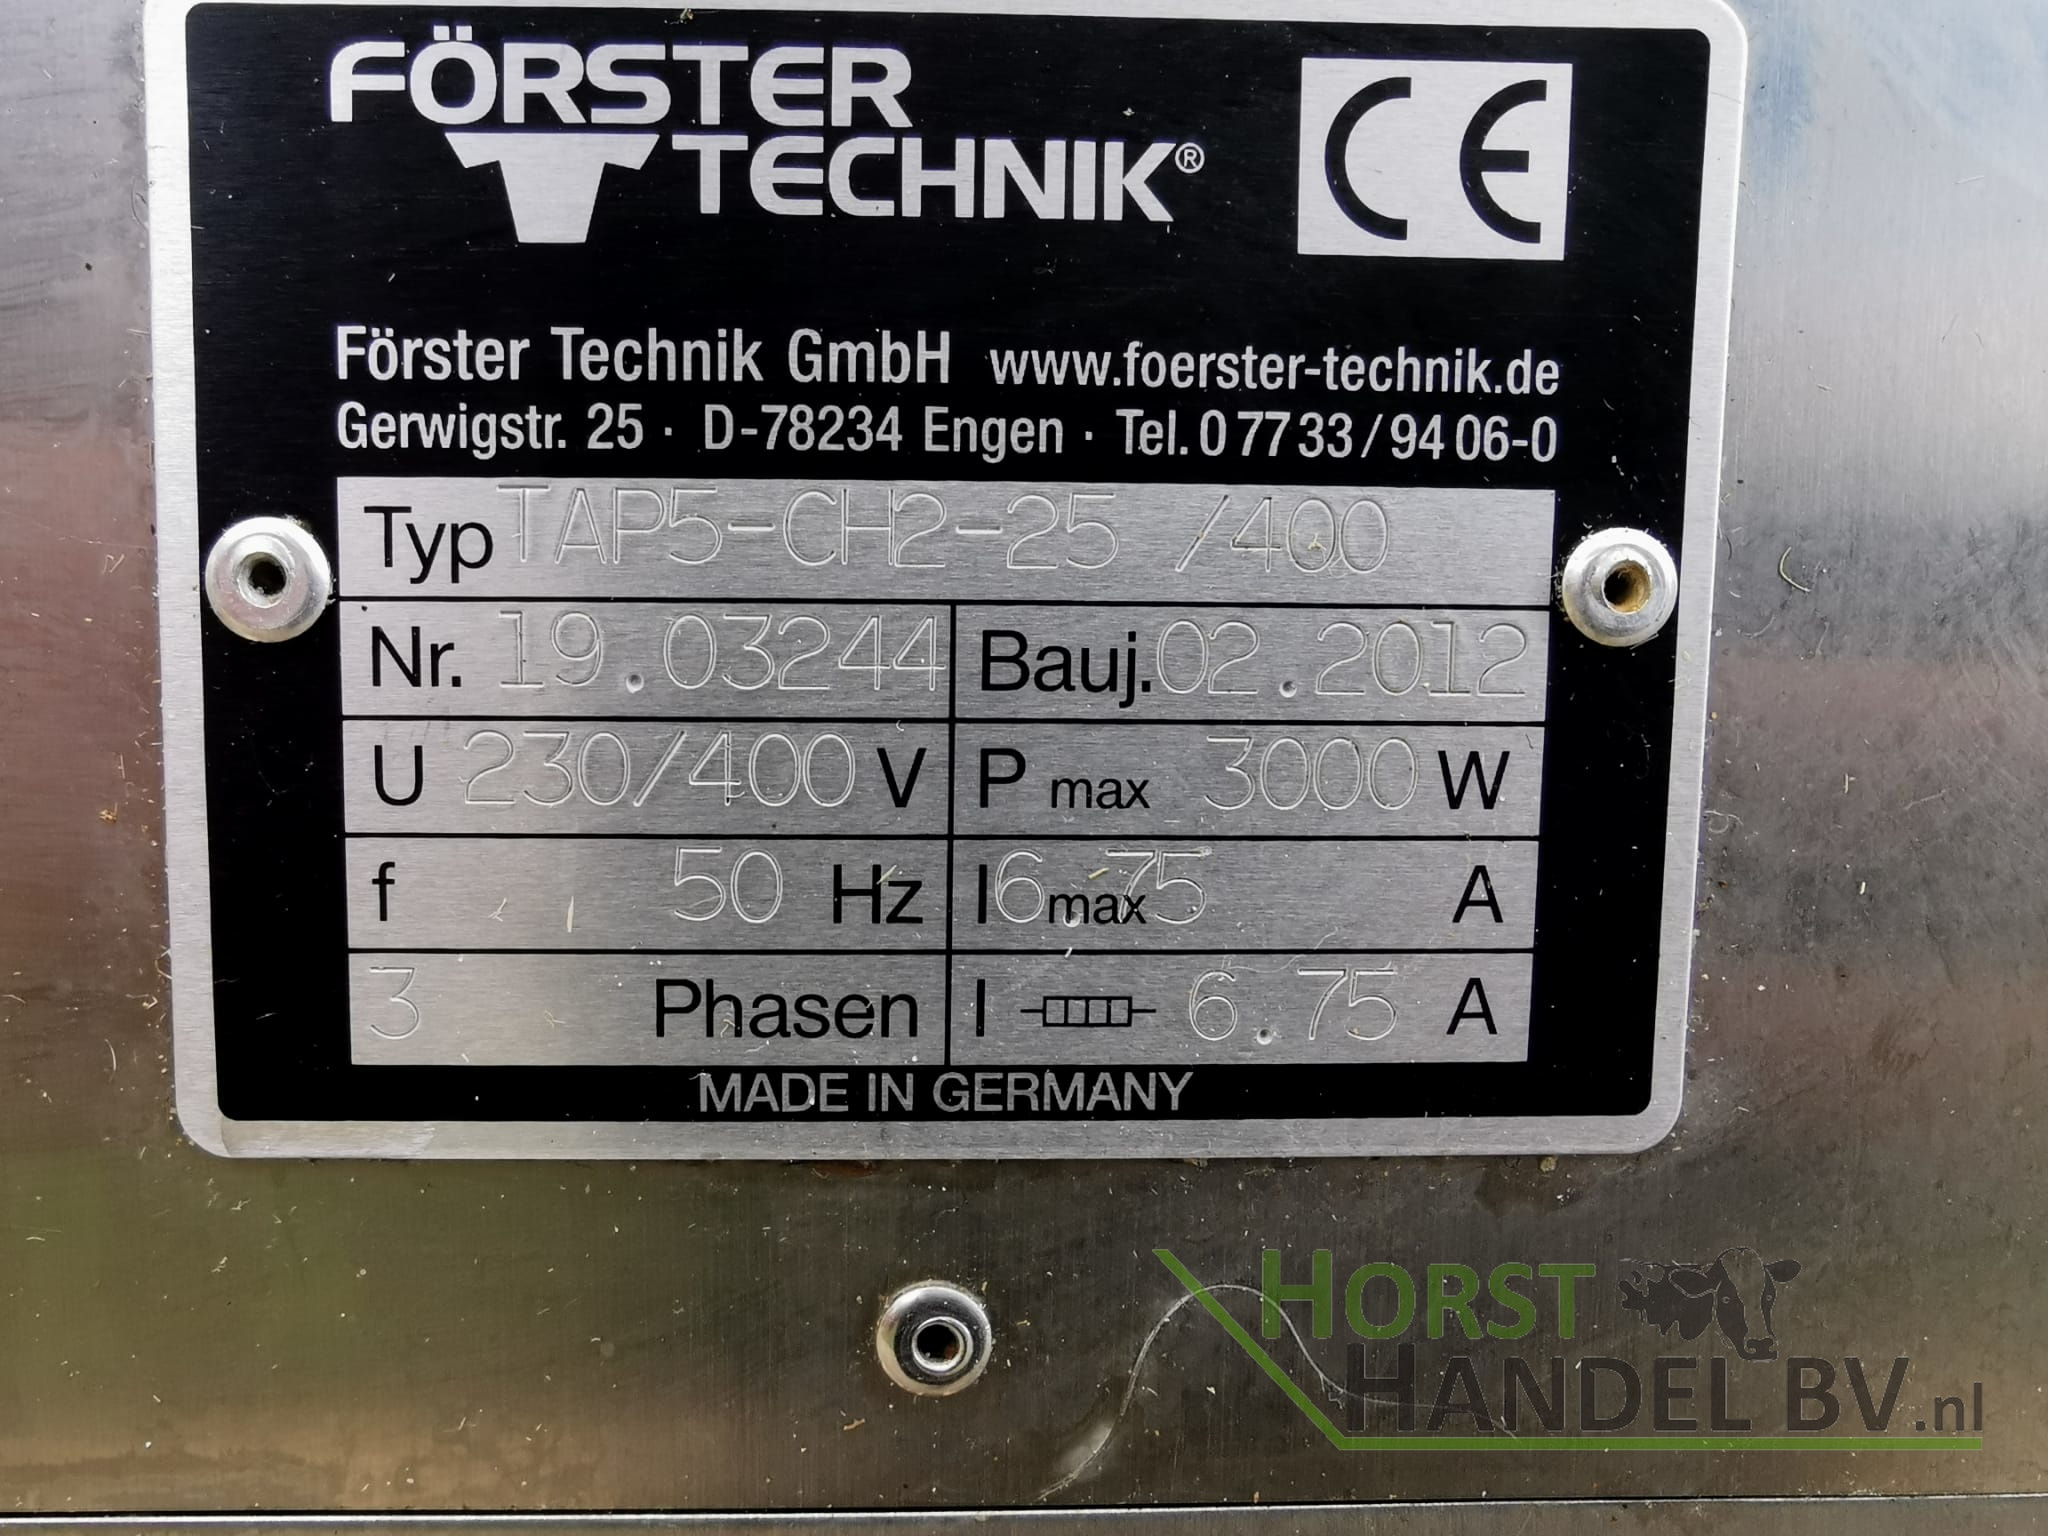 FÖRSTER
TECHNIK®
CE
Förster Technik GmbH www.foerster-technik.de
Gerwigstr. 25 · D-78234 Engen · Tel. 0 77 33 / 94 06-0
Typ TAP5-CH2-25 /400
Nr. 19.03244 Bauj. 02.2012
U 230/400 V P max 3000 W
f 50 Hz I max 6.75 A
3 Phasen I 6.75 A
MADE IN GERMANY
HORST
HANDEL BV.nl